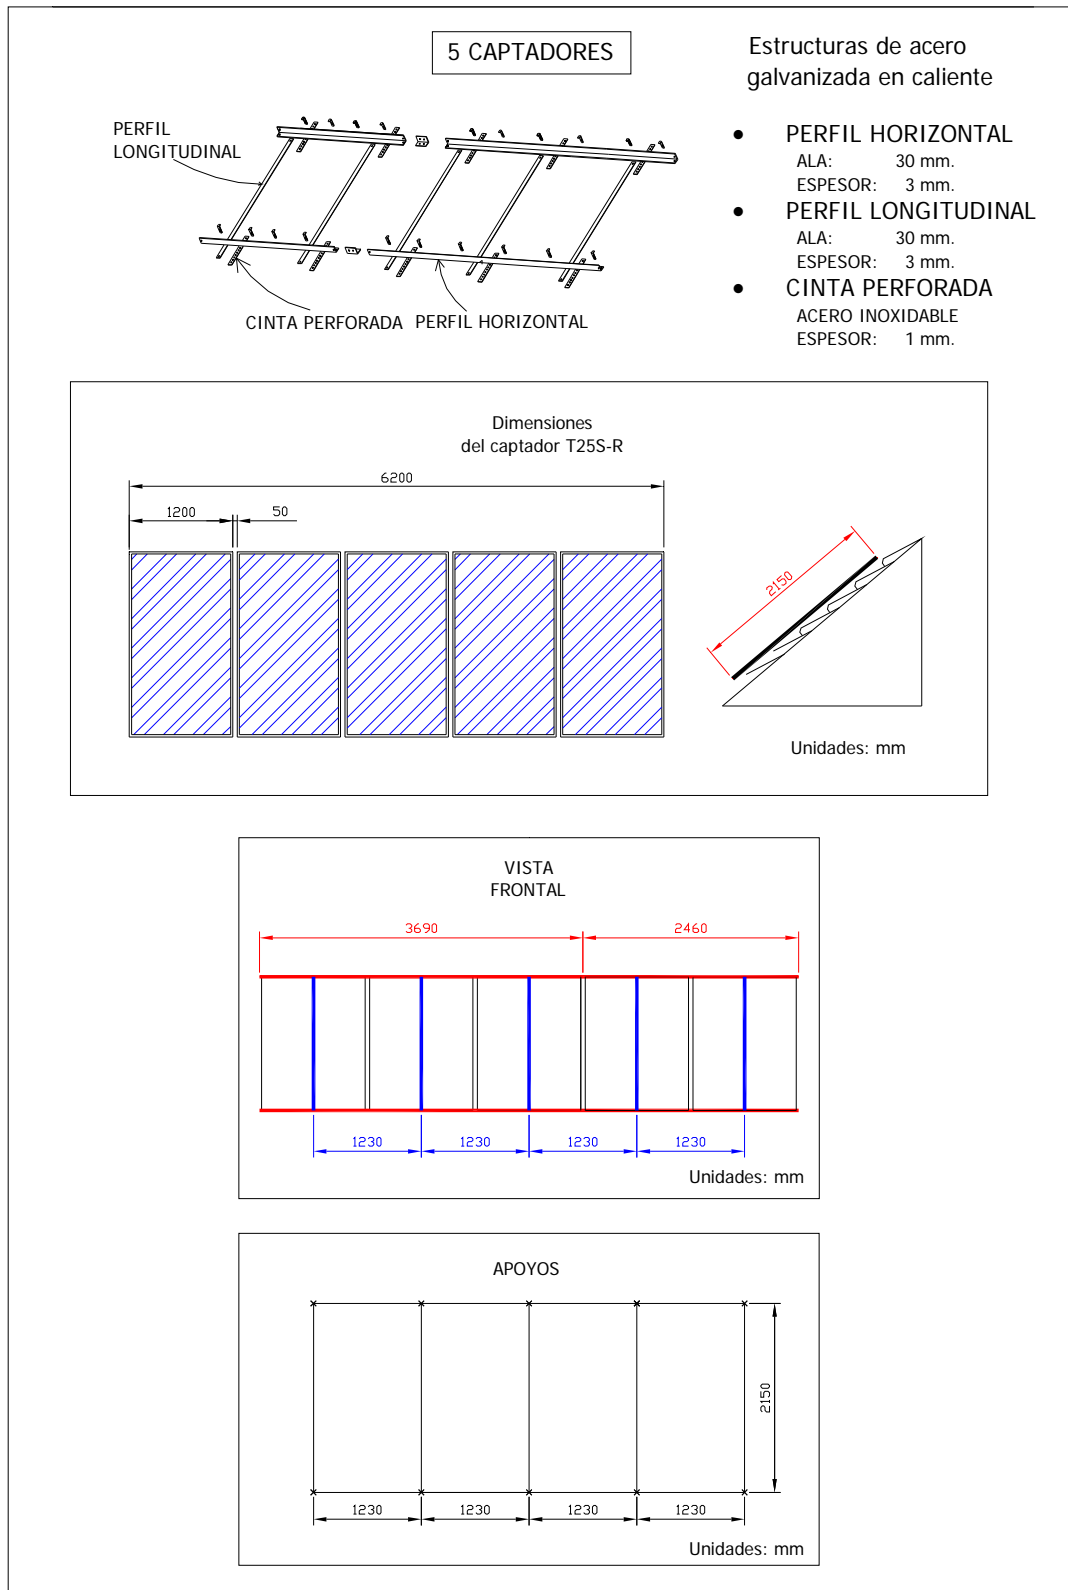 5 CAPTADORES
Estructuras de acero
galvanizada en caliente
PERFIL
LONGITUDINAL
CINTA PERFORADA
PERFIL HORIZONTAL
• PERFIL HORIZONTAL
ALA: 30 mm.
ESPESOR: 3 mm.
• PERFIL LONGITUDINAL
ALA: 30 mm.
ESPESOR: 3 mm.
• CINTA PERFORADA
ACERO INOXIDABLE
ESPESOR: 1 mm.
Dimensiones
del captador T25S-R
6200
1200
50
2150
Unidades: mm
VISTA
FRONTAL
3690
2460
1230
1230
1230
1230
Unidades: mm
APOYOS
2150
1230
1230
1230
1230
Unidades: mm